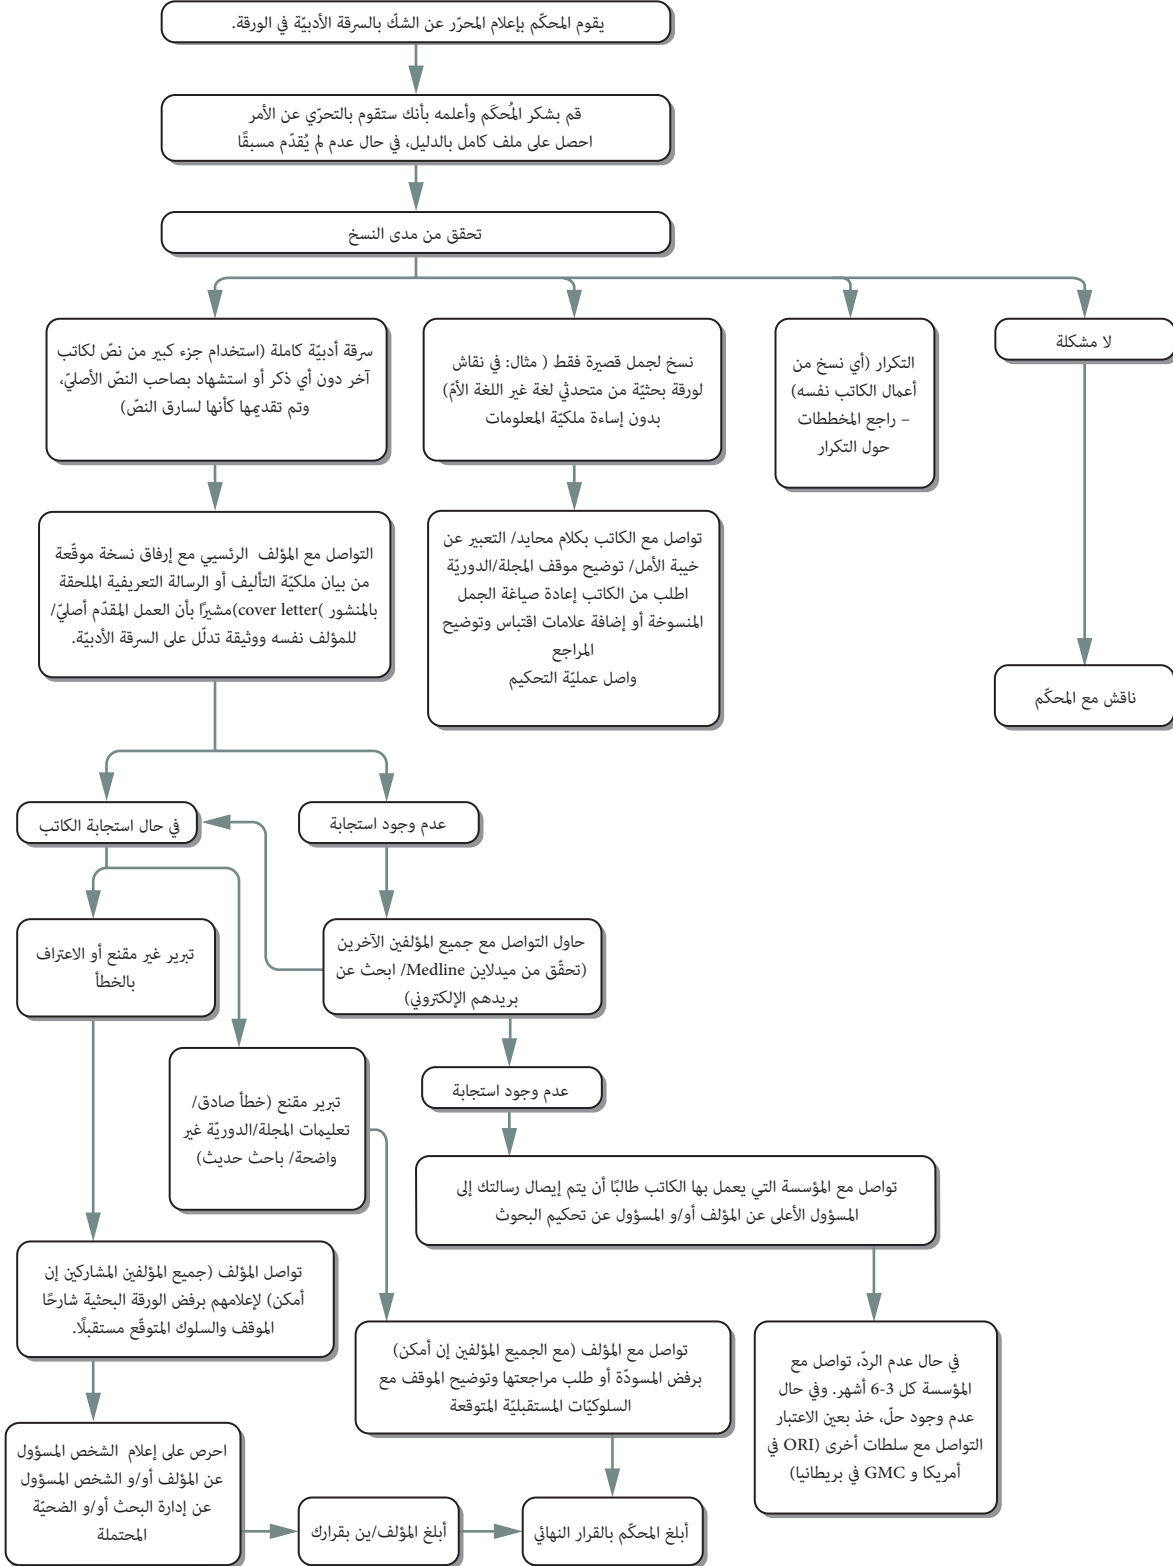 يقوم المحكّم بإعلام المحرّر عن الشكّ بالسرقة الأدبيّة في الورقة.
قم بشكر المُحكَم وأعلمه بأنك ستقوم بالتحرّي عن الأمر
احصل على ملف كامل بالدليل، في حال عدم لم يُقدّم مسبقًا
تحقق من مدى النسخ
لا مشكلة
التكرار (أي نسخ من
أعمال الكاتب نفسه)
– راجع المخططات
حول التكرار
نسخ لجمل قصيرة فقط ( مثال: في نقاش
لورقة بحثيّة من متحدثي لغة غير اللغة الأمّ)
بدون إساءة ملكيّة المعلومات
سرقة أدبيّة كاملة (استخدام جزء كبير من نصّ لكاتب
آخر دون أي ذكر أو استشهاد بصاحب النصّ الأصليّ،
وتم تقديمها كأنها لسارق النصّ)
ناقش مع المحكّم
تواصل مع الكاتب بكلام محايد/ التعبير عن
خيبة الأمل/ توضيح موقف المجلة/الدوريّة
اطلب من الكاتب إعادة صياغة الجمل
المنسوخة أو إضافة علامات اقتباس وتوضيح
المراجع
واصل عمليّة التحكيم
التواصل مع المؤلف الرئسيي مع إرفاق نسخة موقّعة
من بيان ملكيّة التأليف أو الرسالة التعريفية الملحقة
بالمنشور )cover letter)مشيرًا بأن العمل المقدّم أصليّ/
للمؤلف نفسه ووثيقة تدلّل على السرقة الأدبيّة.
عدم وجود استجابة
في حال استجابة الكاتب
حاول التواصل مع جميع المؤلفين الآخرين
(تحقّق من ميدلاين Medline/ ابحث عن
بريدهم الإلكتروني)
تبرير غير مقنع أو الاعتراف
بالخطأ
عدم وجود استجابة
تبرير مقنع (خطأ صادق/
تعليمات المجلة/الدوريّة غير
واضحة/ باحث حديث)
تواصل مع المؤسسة التي يعمل بها الكاتب طالبًا أن يتم إيصال رسالتك إلى
المسؤول الأعلى عن المؤلف أو/و المسؤول عن تحكيم البحوث
تواصل المؤلف (جميع المؤلفين المشاركين إن
أمكن) لإعلامهم برفض الورقة البحثية شارحًا
الموقف والسلوك المتوقّع مستقبلًا.
تواصل مع المؤلف (مع الجميع المؤلفين إن أمكن)
برفض المسودّة أو طلب مراجعتها وتوضيح الموقف مع
السلوكيّات المستقبليّة المتوقعة
في حال عدم الردّ، تواصل مع
المؤسسة كل 3-6 أشهر. وفي حال
عدم وجود حلّ، خذ بعين الاعتبار
التواصل مع سلطات أخرى (ORI في
أمريكا و GMC في بريطانيا)
احرص على إعلام الشخص المسؤول
عن المؤلف أو/و الشخص المسؤول
عن إدارة البحث أو/و الضحيّة
المحتملة
أبلغ المؤلف/ين بقرارك
أبلغ المحكّم بالقرار النهائي